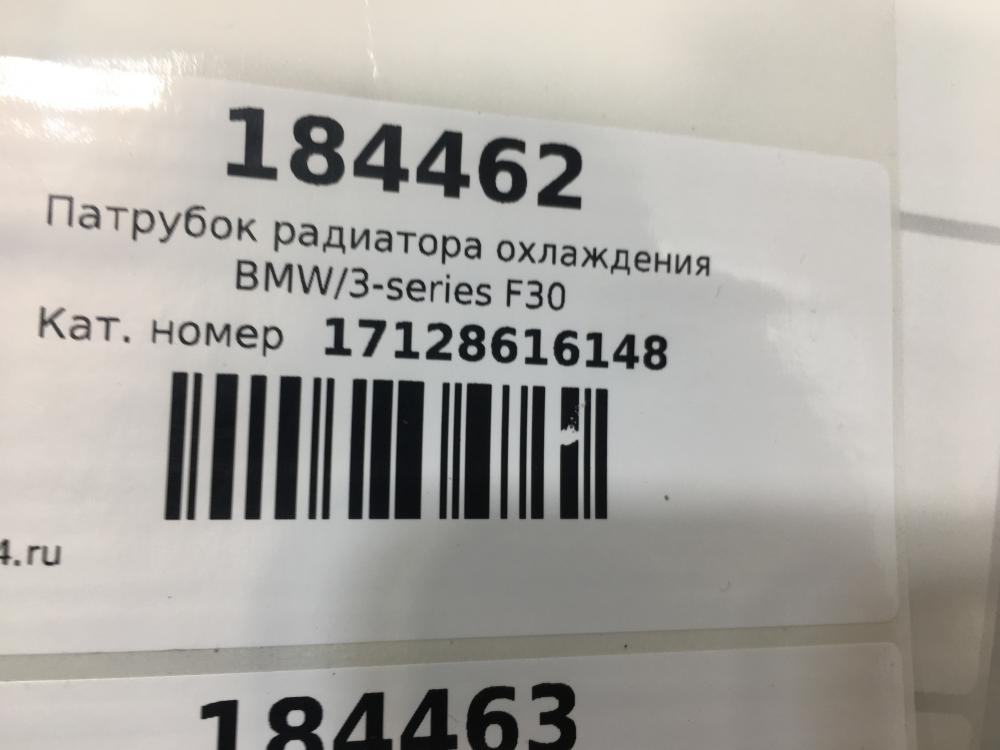 184462
Патрубок радиатора охлаждения
BMW/3-series F30
Кат. номер 17128616148
4.ru
184463